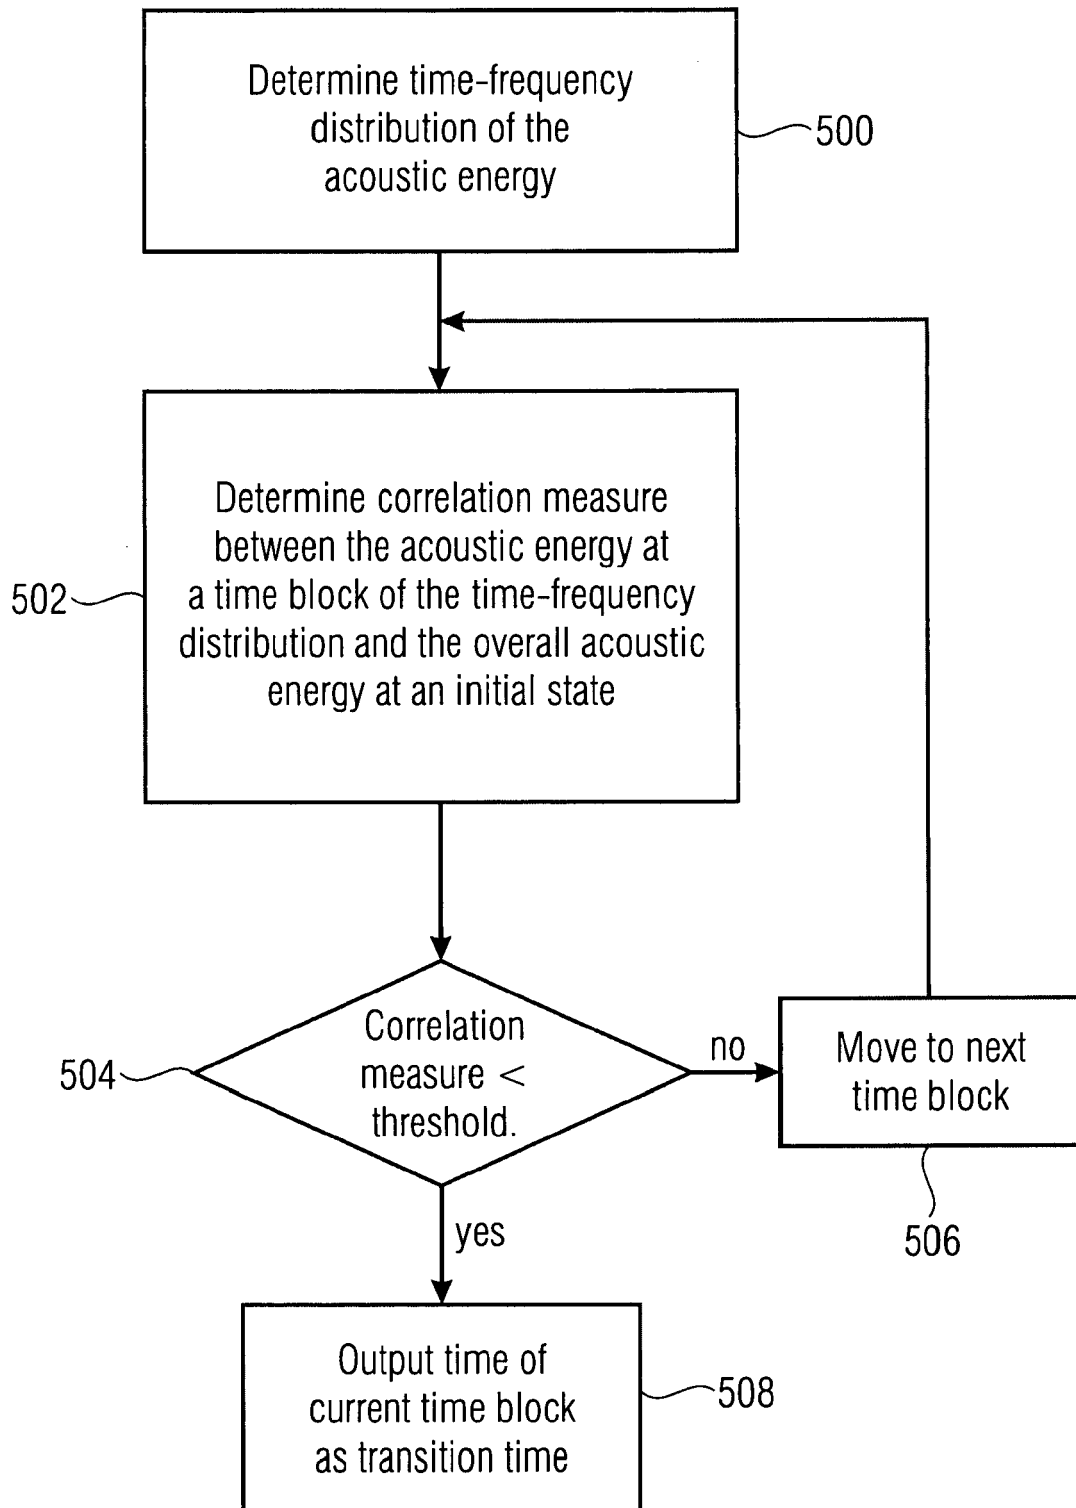 Determine time-frequency
distribution of the
acoustic energy
500
Determine correlation measure
between the acoustic energy at
a time block of the time-frequency
distribution and the overall acoustic
energy at an initial state
502
Correlation
measure <
threshold.
504
no
Move to next
time block
506
yes
Output time of
current time block
as transition time
508